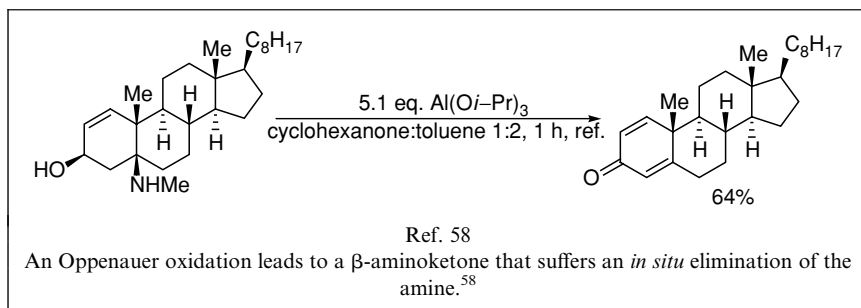 C8H17
Me
Me
H
H
H
HO
NHMe
5.1 eq. Al(Oi–Pr)3
cyclohexanone:toluene 1:2, 1 h, ref.
C8H17
Me
Me
H
H
H
O
64%
Ref. 58
An Oppenauer oxidation leads to a β-aminoketone that suffers an in situ elimination of the
amine.58